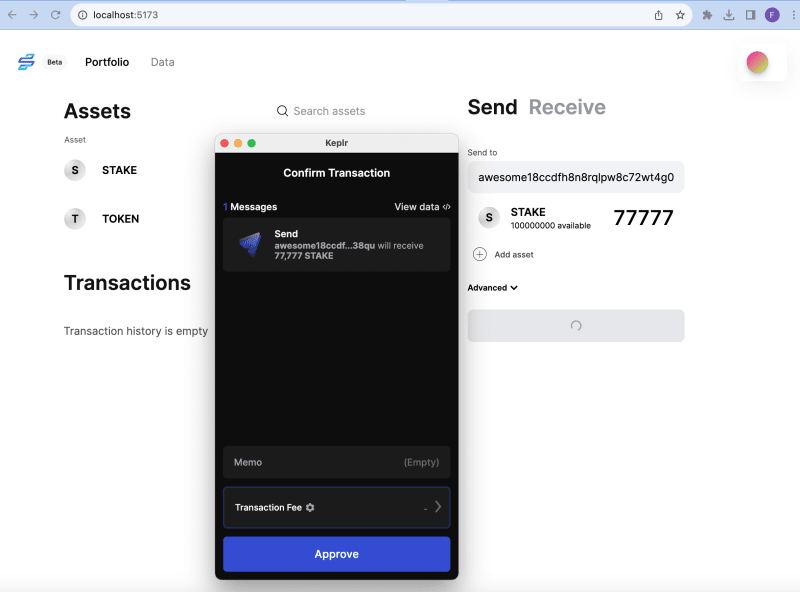 localhost:5173
F
Beta
Portfolio
Data
Assets
Search assets
Asset
S
STAKE
T
TOKEN
Transactions
Transaction history is empty
Keplr
Confirm Transaction
1 Messages
View data </>
Send
awesome18ccdf...38qu will receive
77,777 STAKE
Memo
(Empty)
Transaction Fee
-
Approve
Send
Receive
Send to
awesome18ccdfh8n8rqlpw8c72wt4g0
S
STAKE
100000000 available
77777
Add asset
Advanced